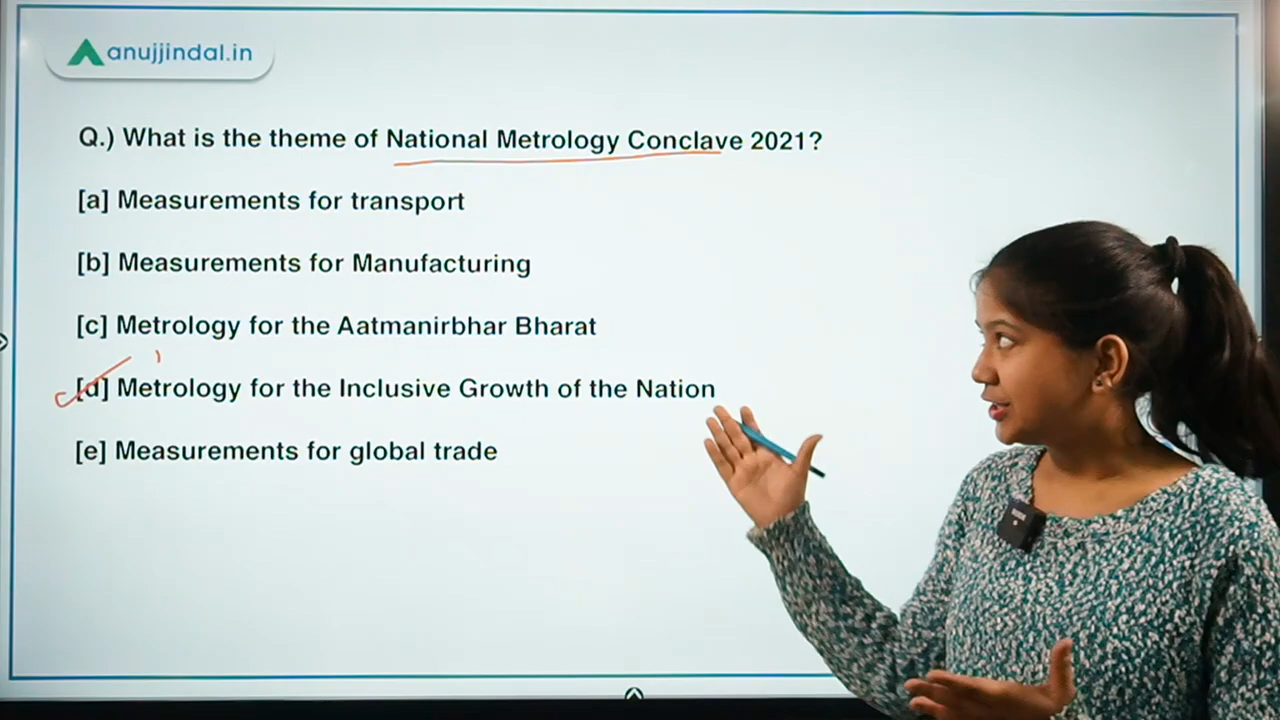 anujjindal.in
Q.) What is the theme of National Metrology Conclave 2021?
[a] Measurements for transport
[b] Measurements for Manufacturing
[c] Metrology for the Aatmanirbhar Bharat
[d] Metrology for the Inclusive Growth of the Nation
[e] Measurements for global trade